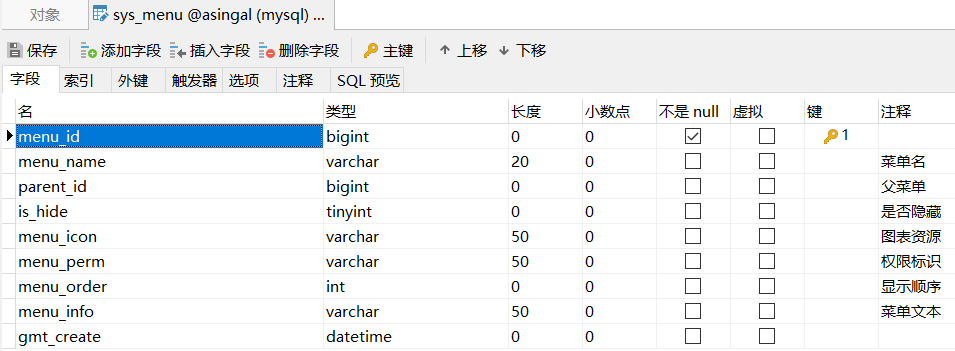 对象 sys_menu @asingal (mysql) ...
保存 添加字段 插入字段 删除字段 主键 上移 下移
字段 索引 外键 触发器 选项 注释 SQL 预览
名 类型 长度 小数点 不是 null 虚拟 键 注释
menu_id bigint 0 0 1
menu_name varchar 20 0 菜单名
parent_id bigint 0 0 父菜单
is_hide tinyint 0 0 是否隐藏
menu_icon varchar 50 0 图表资源
menu_perm varchar 50 0 权限标识
menu_order int 0 0 显示顺序
menu_info varchar 50 0 菜单文本
gmt_create datetime 0 0